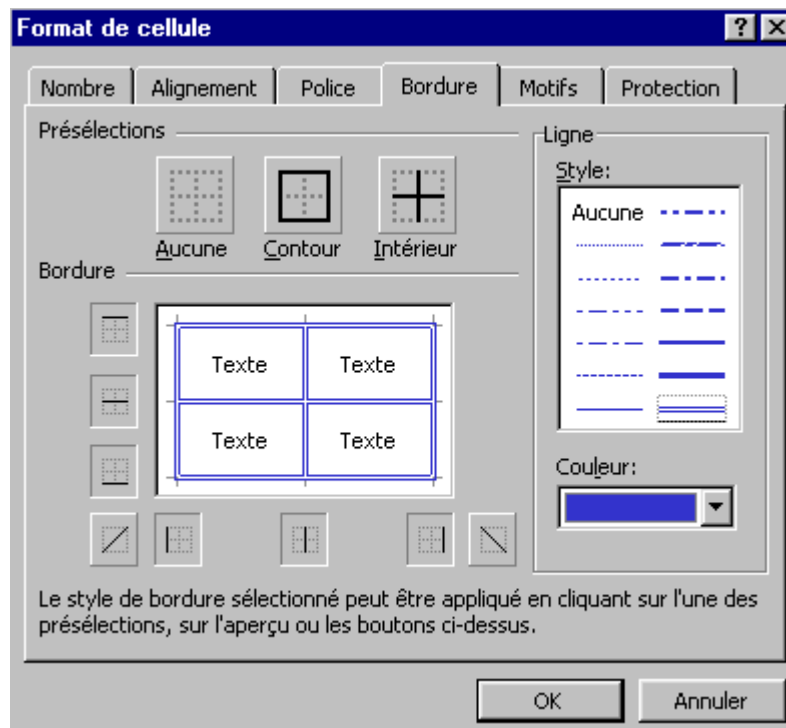 Format de cellule
Nombre Alignement Police Bordure Motifs Protection
Présélections
Aucune Contour Intérieur
Bordure
Texte Texte
Texte Texte
Ligne
Style:
Aucune
Couleur:
Le style de bordure sélectionné peut être appliqué en cliquant sur l'une des
présélections, sur l'aperçu ou les boutons ci-dessus.
OK Annuler